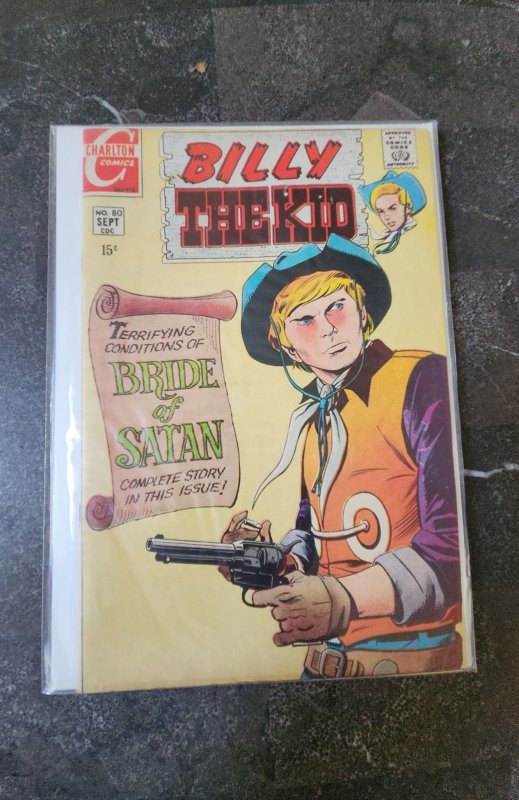 CHARLTON
COMICS
BILLY
THE KID
APPROVED
BY THE
COMICS
CODE
AUTHORITY
NO. 80
SEPT
CDC
15¢
TERRIFYING
CONDITIONS OF
BRIDE
of
SATAN
COMPLETE STORY
IN THIS ISSUE!